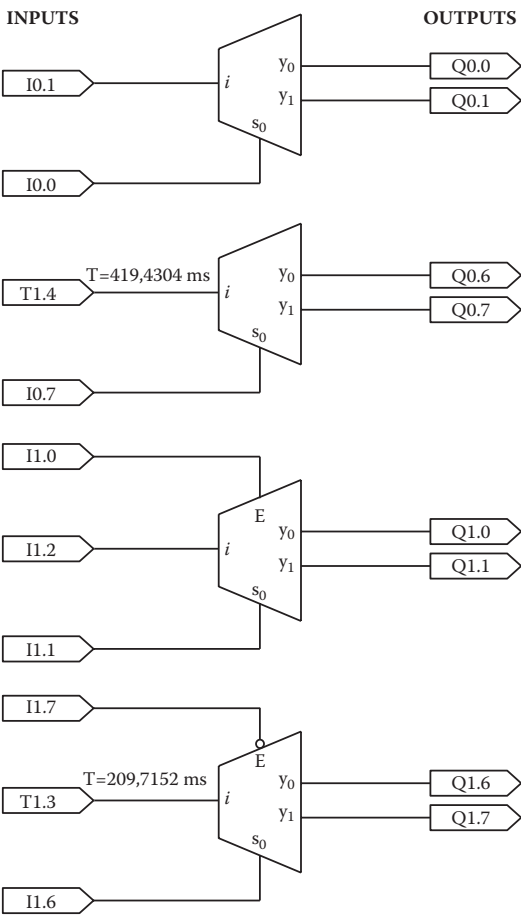 INPUTS OUTPUTS
I0.1 i y0 Q0.0
y1 Q0.1
s0
I0.0
T=419,4304 ms
T1.4 i y0 Q0.6
y1 Q0.7
s0
I0.7
I1.0
E
I1.2 i y0 Q1.0
y1 Q1.1
s0
I1.1
I1.7
E
T=209,7152 ms
T1.3 i y0 Q1.6
y1 Q1.7
s0
I1.6